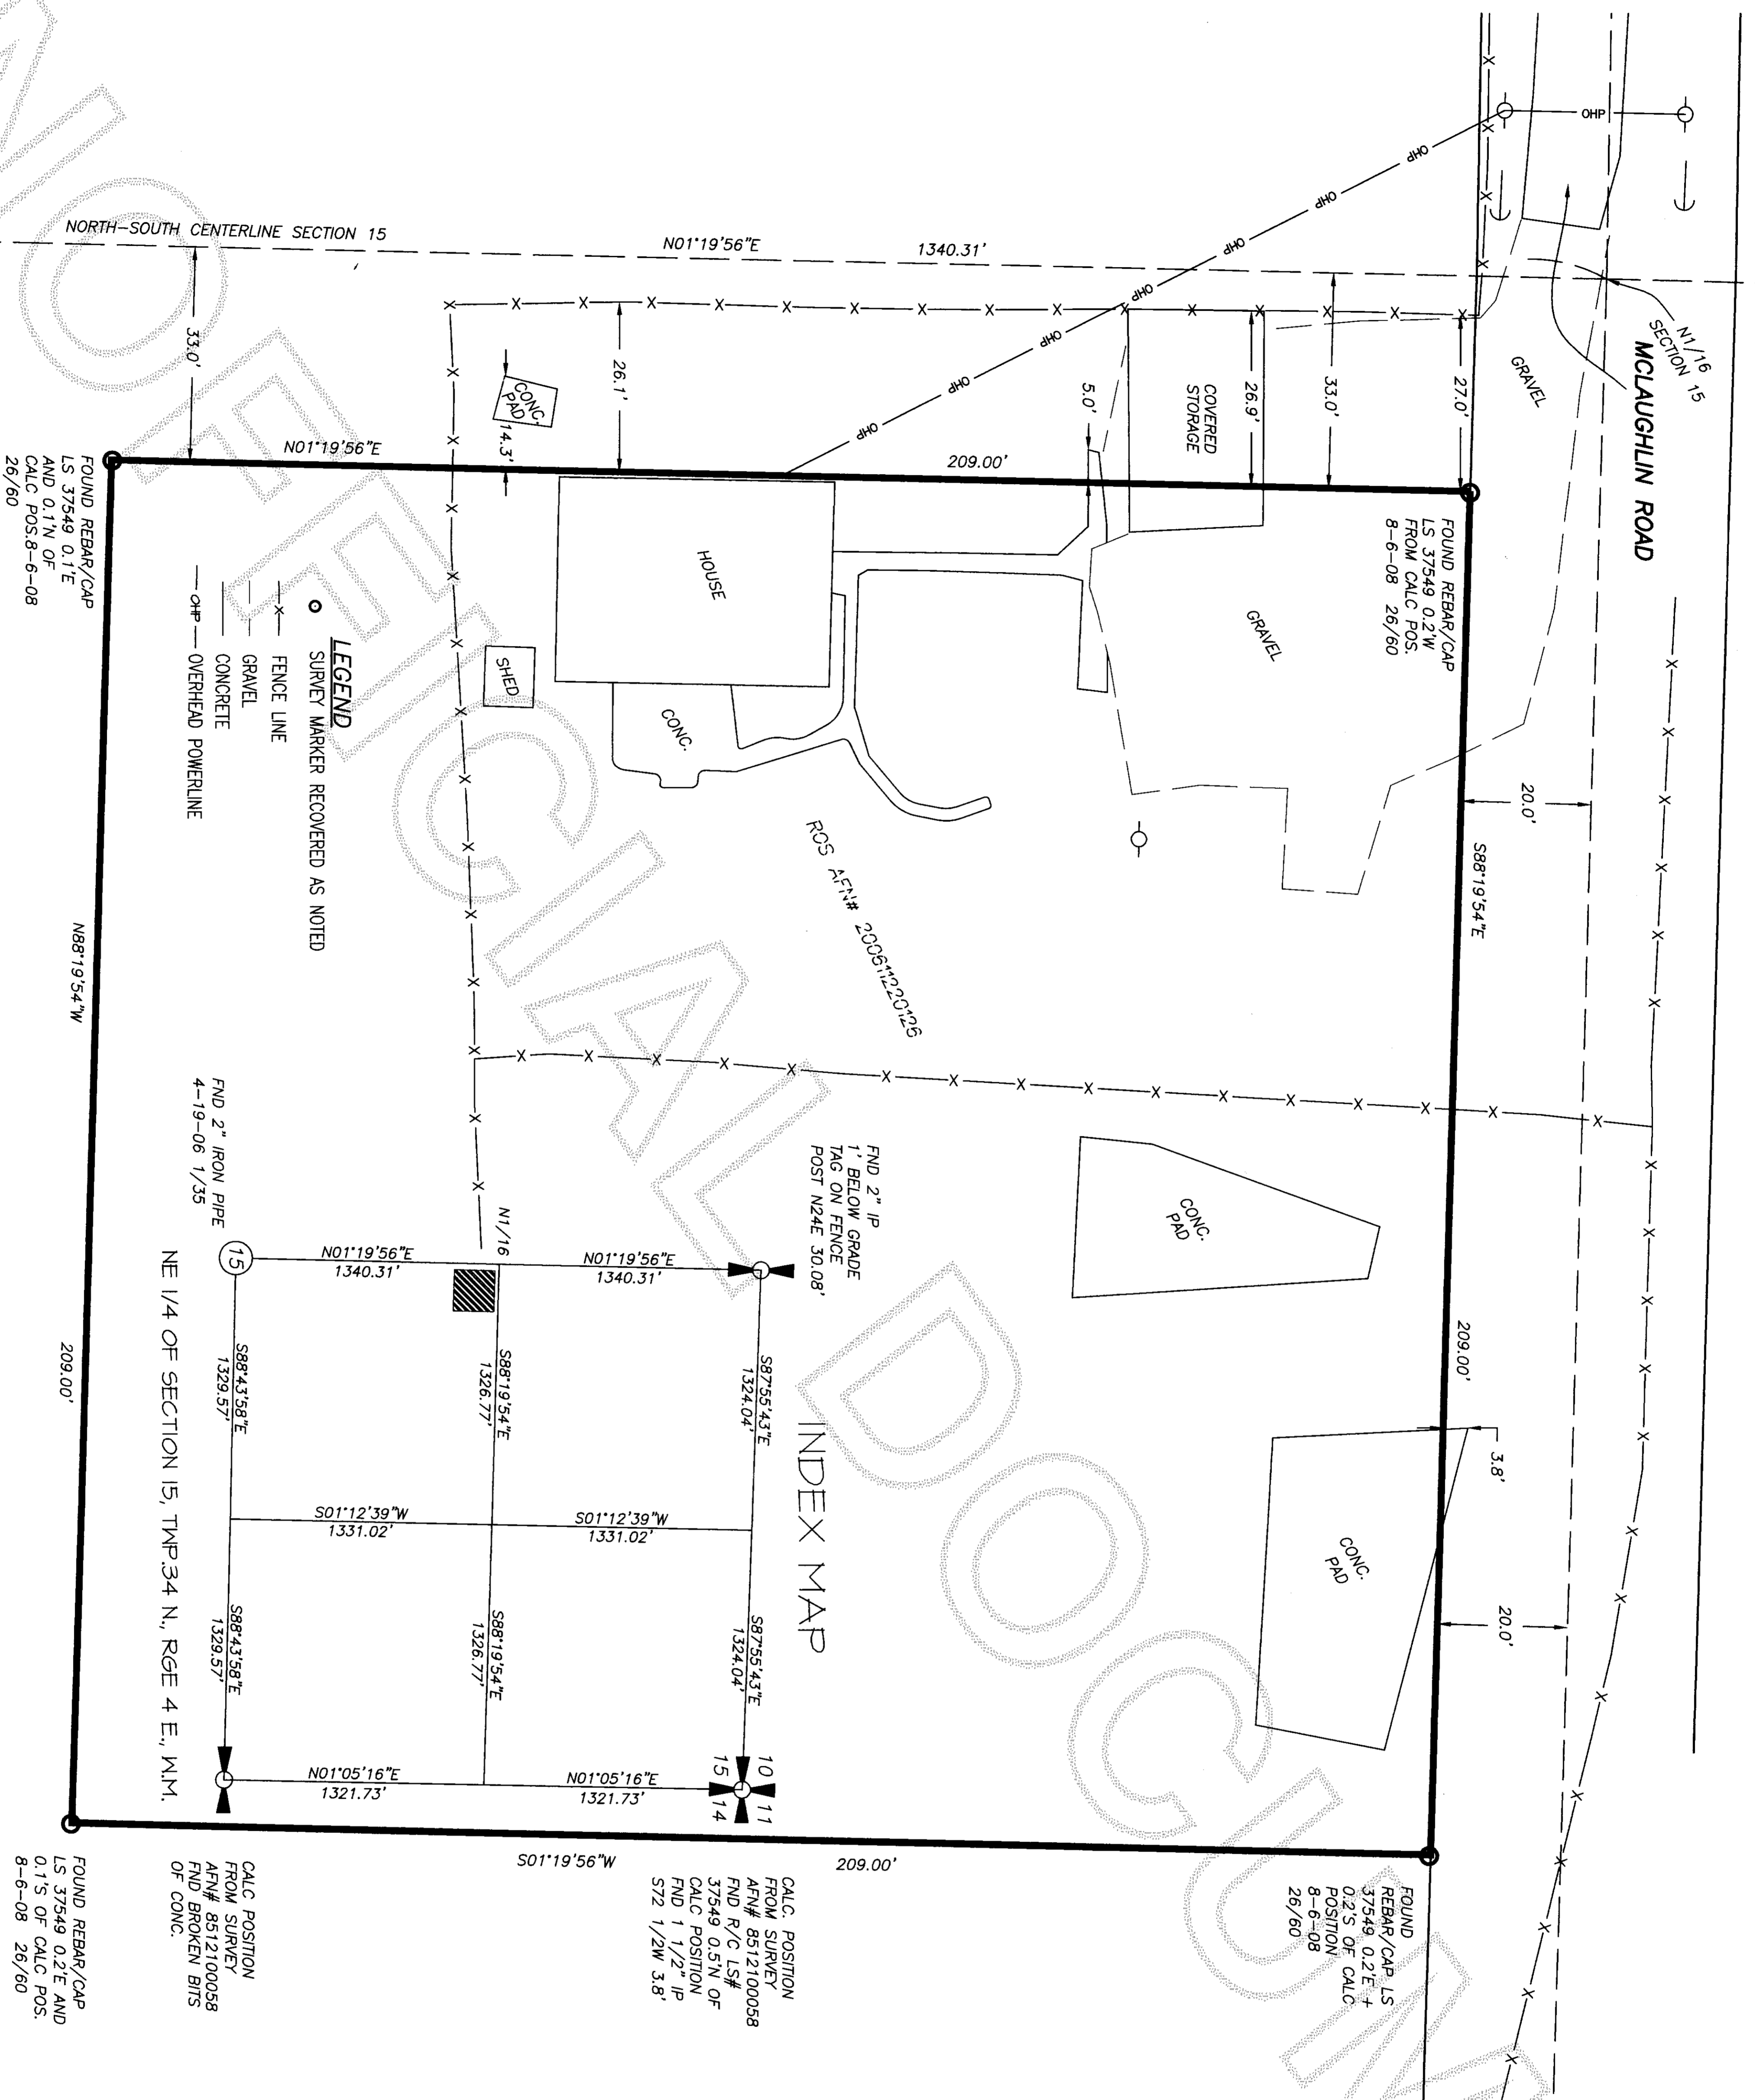 MCLAUGHLIN ROAD
N1/16
SECTION 15
GRAVEL
OHP
OHP
OHP
OHP
OHP
OHP
OHP
OHP
NORTH-SOUTH CENTERLINE SECTION 15
N01°19'56"E
1340.31'
33.0'
26.1'
5.0'
26.9'
33.0'
27.0'
COVERED
STORAGE
CONC.
PAD
14.3'
N01°19'56"E
209.00'
FOUND REBAR/CAP
LS 37549 0.2'W
FROM CALC POS.
8-6-08 26/60
FOUND REBAR/CAP
LS 37549 0.1'E
AND 0.1'N OF
CALC POS.8-6-08
26/60
HOUSE
GRAVEL
SHED
CONC.
20.0'
S88°19'54"E
209.00'
RCS AFN# 200611220126
LEGEND
SURVEY MARKER RECOVERED AS NOTED
X FENCE LINE
GRAVEL
CONCRETE
OHP OVERHEAD POWERLINE
CONC.
PAD
3.8'
CONC.
PAD
20.0'
N88°19'54"W
209.00'
FND 2" IRON PIPE
4-19-06 1/35
FND 2" IP
1' BELOW GRADE
TAG ON FENCE
POST N24E 30.08'
INDEX MAP
N1/16
15
N01°19'56"E
1340.31'
N01°19'56"E
1340.31'
S87°55'43"E
1324.04'
S87°55'43"E
1324.04'
S88°19'54"E
1326.77'
S88°19'54"E
1326.77'
S88°43'58"E
1329.57'
S88°43'58"E
1329.57'
S01°12'39"W
1331.02'
S01°12'39"W
1331.02'
N01°05'16"E
1321.73'
N01°05'16"E
1321.73'
10 11
15 14
NE 1/4 OF SECTION 15, TWP.34 N., RGE 4 E., W.M.
S01°19'56"W
209.00'
FOUND
REBAR/CAP LS
37549 0.2'E +
0.2'S OF CALC
POSITION
8-6-08
26/60
CALC. POSITION
FROM SURVEY
AFN# 8512100058
FND R/C LS#
37549 0.5'N OF
CALC POSITION
FND 1 1/2" IP
S72 1/2W 3.8'
CALC POSITION
FROM SURVEY
AFN# 8512100058
FND BROKEN BITS
OF CONC.
FOUND REBAR/CAP
LS 37549 0.2'E AND
0.1'S OF CALC POS.
8-6-08 26/60
NOFFICIAL DOCUM